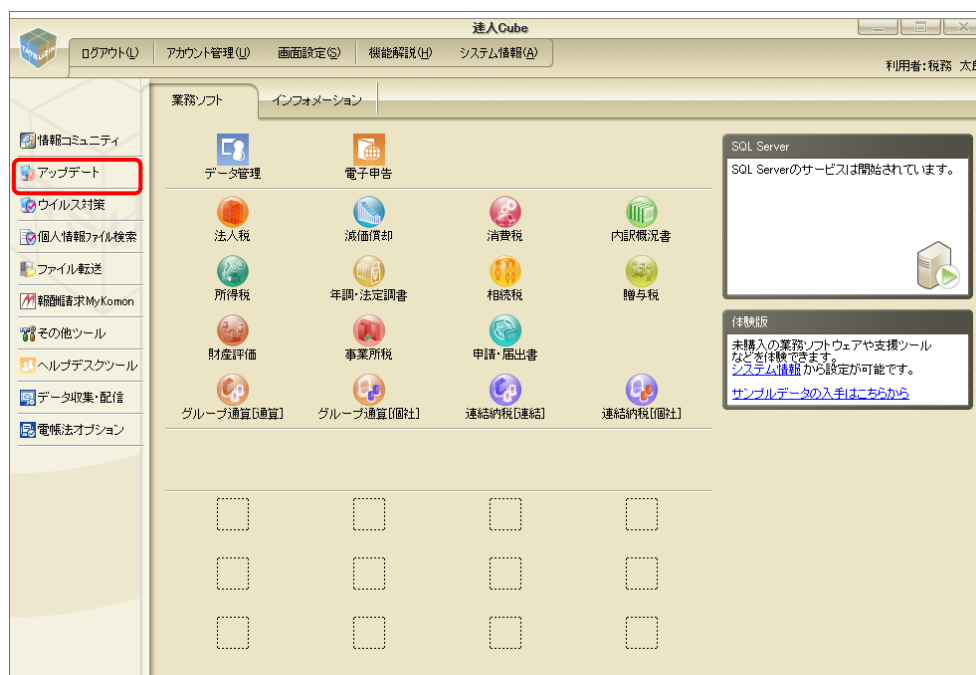 達人Cube
ログアウト(L) アカウント管理(U) 画面設定(S) 機能解説(H) システム情報(A)
利用者:税務 太郎
業務ソフト インフォメーション
情報コミュニティ
アップデート
ウイルス対策
個人情報ファイル検索
ファイル転送
報酬請求MyKomon
その他ツール
ヘルプデスクツール
データ収集・配信
電帳法オプション
データ管理 電子申告
法人税 減価償却 消費税 内訳概況書
所得税 年調・法定調書 相続税 贈与税
財産評価 事業所税 申請・届出書
グループ通算[通算] グループ通算[個社] 連結納税[連結] 連結納税[個社]
SQL Server
SQL Serverのサービスは開始されています。
体験版
未購入の業務ソフトウェアや支援ツール
などを体験できます。
システム情報 から設定が可能です。
サンプルデータの入手はこちらから